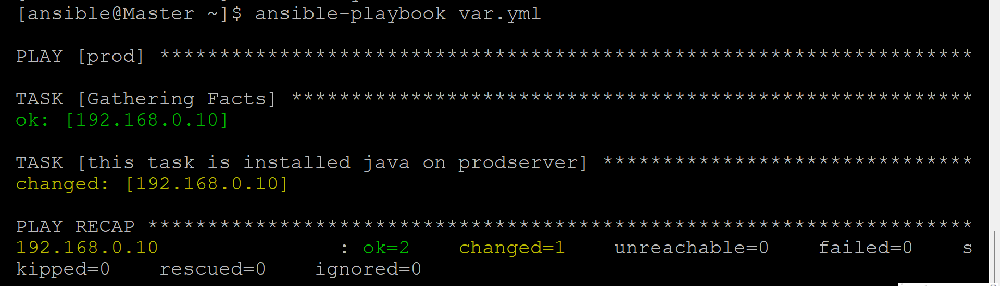 [ansible@Master ~]$ ansible-playbook var.yml
PLAY [prod] ********************************************************************
TASK [Gathering Facts] *********************************************************
ok: [192.168.0.10]
TASK [this task is installed java on prodserver] *******************************
changed: [192.168.0.10]
PLAY RECAP *********************************************************************
192.168.0.10               : ok=2    changed=1    unreachable=0    failed=0    s
kipped=0    rescued=0    ignored=0